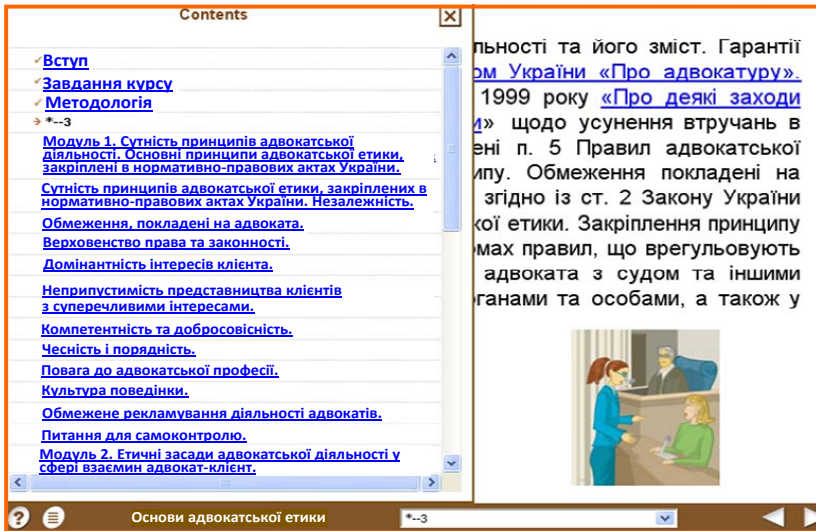 Contents
Вступ
Завдання курсу
Методологія
*--3
Модуль 1. Сутність принципів адвокатської
діяльності. Основні принципи адвокатської етики,
закріплені в нормативно-правових актах України.
Сутність принципів адвокатської етики, закріплених в
нормативно-правових актах України. Незалежність.
Обмеження, покладені на адвоката.
Верховенство права та законності.
Домінантність інтересів клієнта.
Неприпустимість представництва клієнтів
з суперечливими інтересами.
Компетентність та добросовісність.
Чесність і порядність.
Повага до адвокатської професії.
Культура поведінки.
Обмежене рекламування діяльності адвокатів.
Питання для самоконтролю.
Модуль 2. Етичні засади адвокатської діяльності у
сфері взаємин адвокат-клієнт.
льності та його зміст. Гарантії
ом України «Про адвокатуру».
1999 року «Про деякі заходи
и» щодо усунення втручань в
ені п. 5 Правил адвокатської
ипу. Обмеження покладені на
згідно із ст. 2 Закону України
кої етики. Закріплення принципу
мах правил, що врегульовують
адвоката з судом та іншими
ганами та особами, а також у
Основи адвокатської етики
*--3